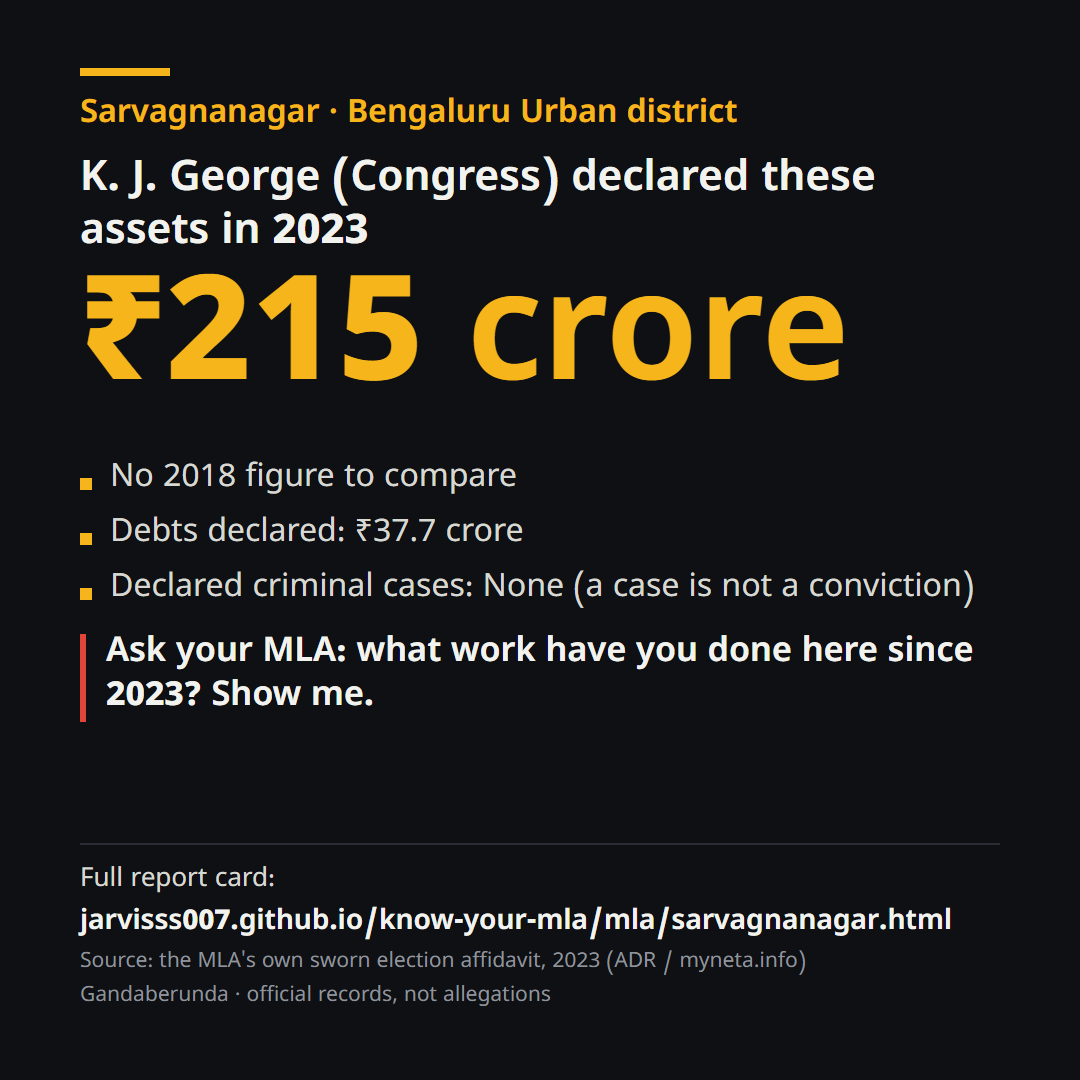 Sarvagnanagar · Bengaluru Urban district
K. J. George (Congress) declared these
assets in 2023
₹215 crore
No 2018 figure to compare
Debts declared: ₹37.7 crore
Declared criminal cases: None (a case is not a conviction)
Ask your MLA: what work have you done here since
2023? Show me.
Full report card:
jarvisss007.github.io/know-your-mla/mla/sarvagnanagar.html
Source: the MLA's own sworn election affidavit, 2023 (ADR / myneta.info)
Gandaberunda · official records, not allegations